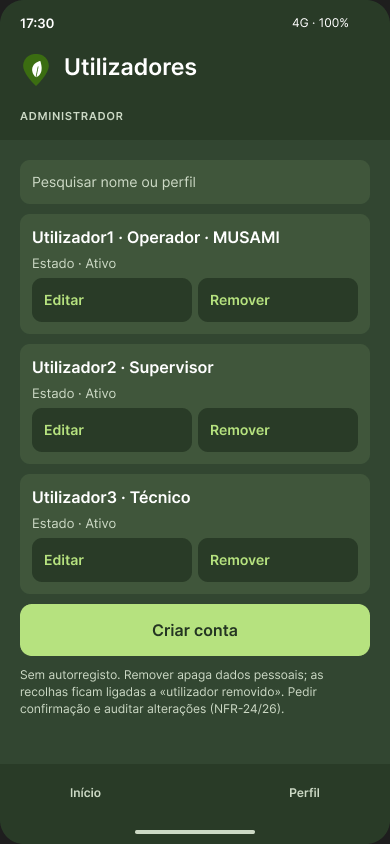 17:30
4G · 100%
Utilizadores
ADMINISTRADOR
Pesquisar nome ou perfil
Utilizador1 · Operador · MUSAMI
Estado · Ativo
Editar
Remover
Utilizador2 · Supervisor
Estado · Ativo
Editar
Remover
Utilizador3 · Técnico
Estado · Ativo
Editar
Remover
Criar conta
Sem autorregisto. Remover apaga dados pessoais; as
recolhas ficam ligadas a «utilizador removido». Pedir
confirmação e auditar alterações (NFR-24/26).
Início
Perfil